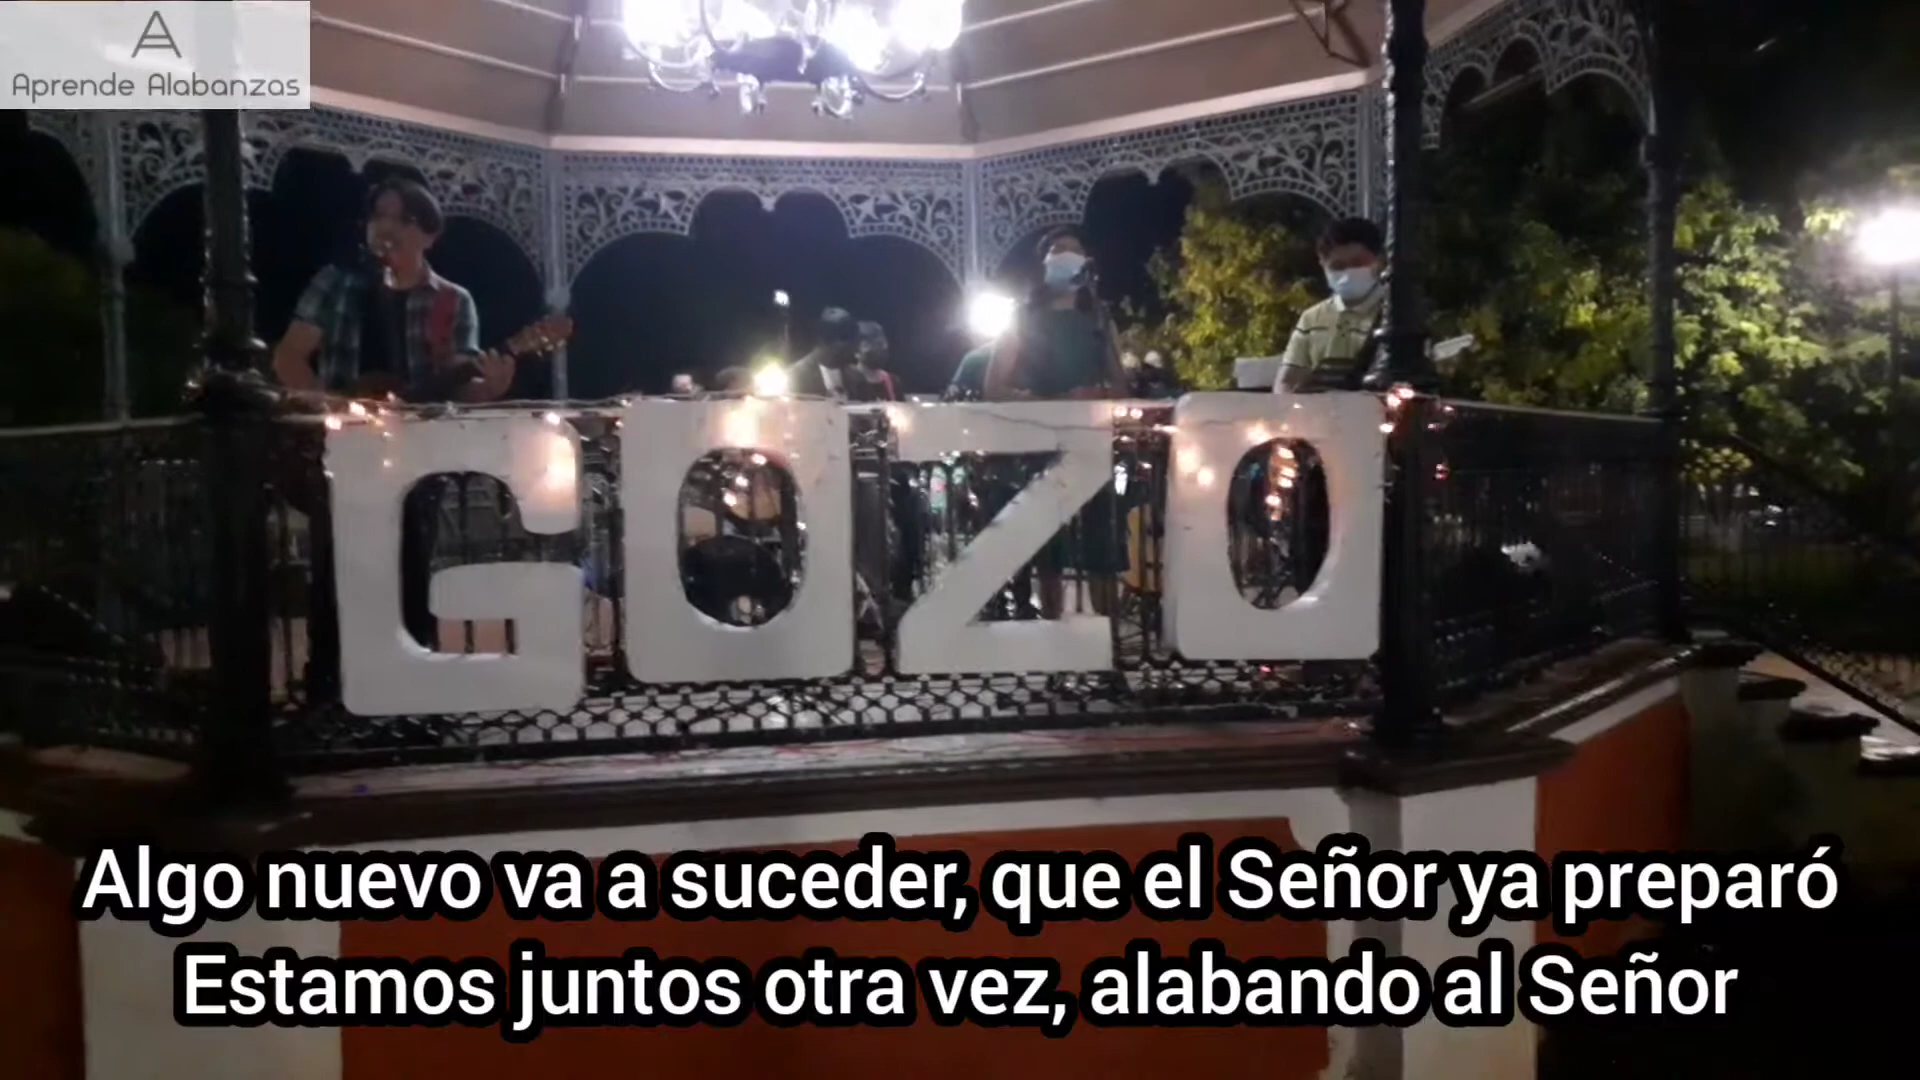 A
Aprende Alabanzas
GOZO
Algo nuevo va a suceder, que el Señor ya preparó
Estamos juntos otra vez, alabando al Señor